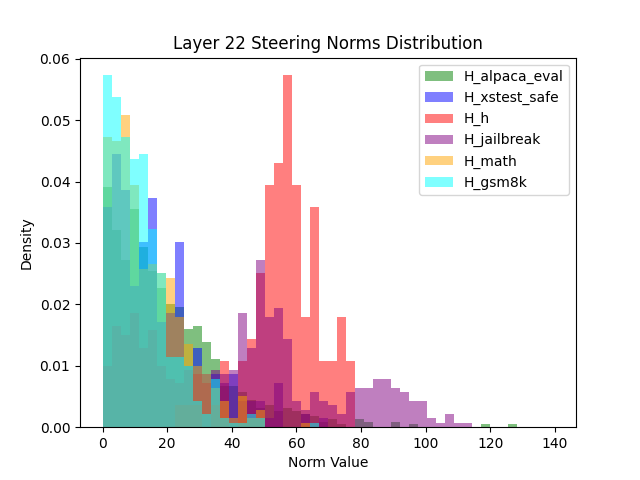 Layer 22 Steering Norms Distribution
H_alpaca_eval
H_xstest_safe
H_h
H_jailbreak
H_math
H_gsm8k
Density
0.06
0.05
0.04
0.03
0.02
0.01
0.00
0 20 40 60 80 100 120 140
Norm Value